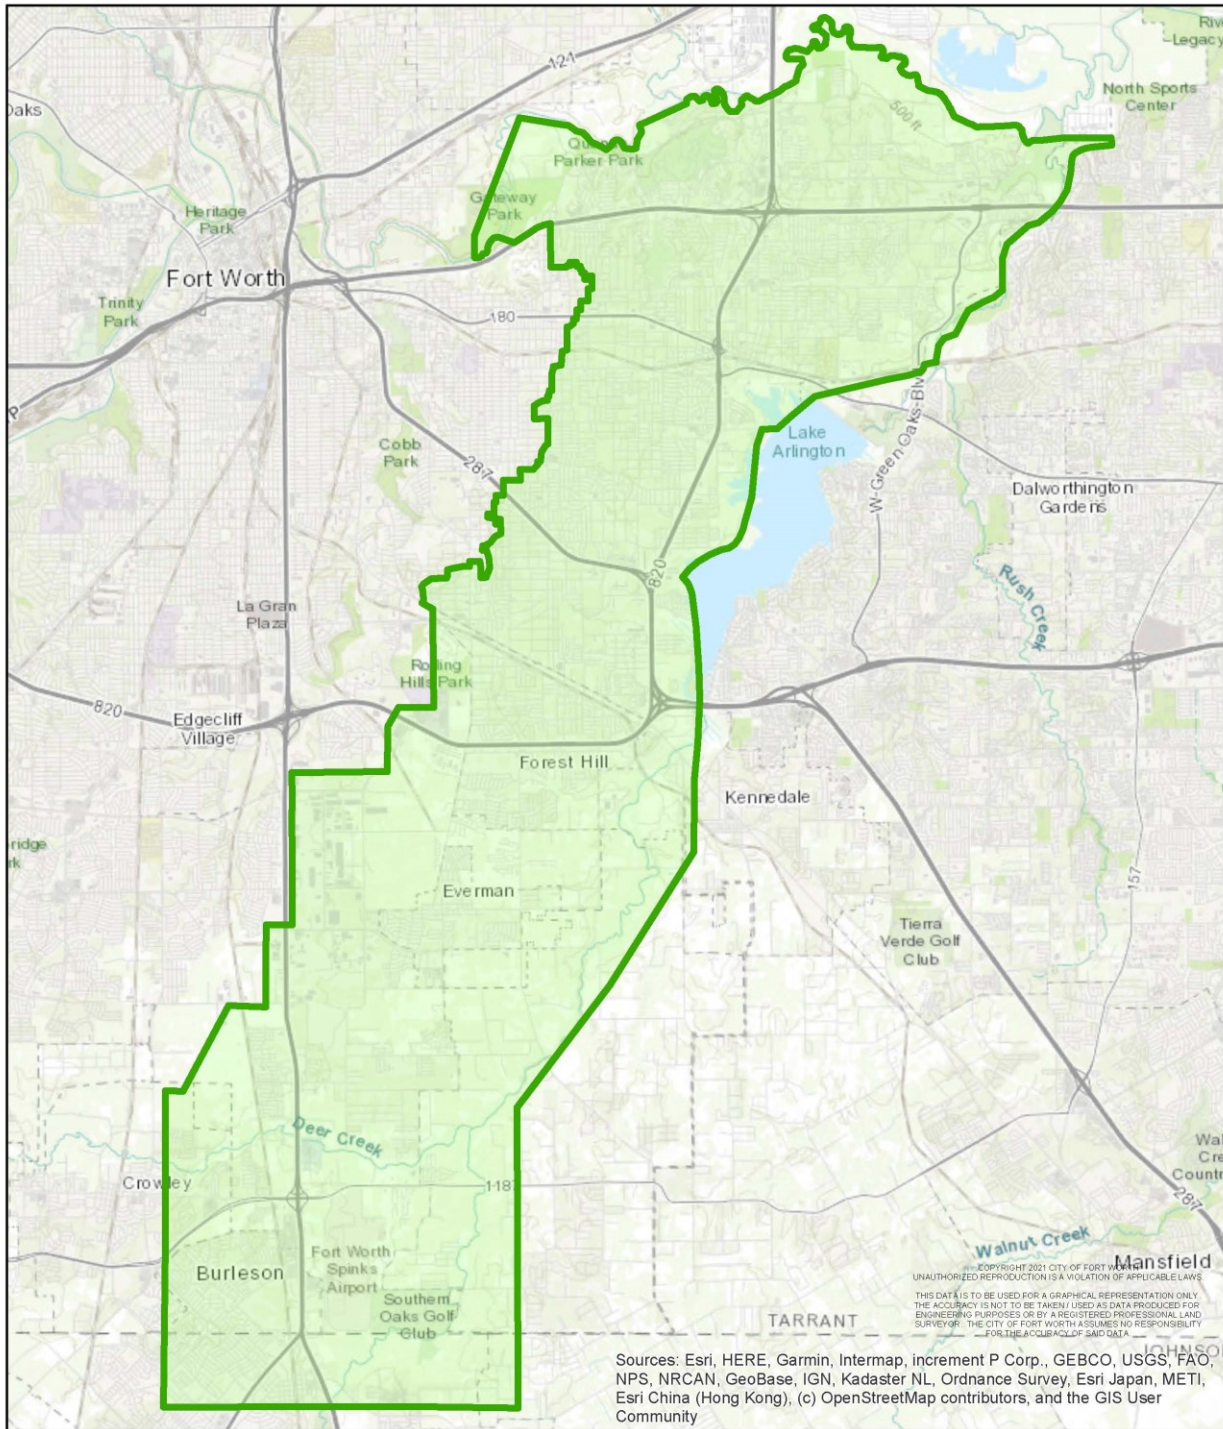 121
Oaks
River
Legacy
North Sports
Center
500 ft
Parker Park
Gateway
Park
Heritage
Park
Fort Worth
Trinity
Park
180
Lake
Arlington
W-Green Oaks-Blvd
Cobb
Park
287
Dalworthington
Gardens
820
Rush Creek
La Gran
Plaza
Rolling
Hills Park
820
Edgecliff
Village
Forest Hill
Kennedale
ridge
rk
Everman
157
Tierra
Verde Golf
Club
Deer Creek
Crowley
1187
287
Walnut Creek
Mansfield
Fort Worth
Spinks
Airport
Burleson
Southern
Oaks Golf
Club
COPYRIGHT 2021 CITY OF FORT WORTH
UNAUTHORIZED REPRODUCTION IS A VIOLATION OF APPLICABLE LAWS
THIS DATA IS TO BE USED FOR A GRAPHICAL REPRESENTATION ONLY.
THE ACCURACY IS NOT TO BE TAKEN / USED AS DATA PRODUCED FOR
ENGINEERING PURPOSES OR BY A REGISTERED PROFESSIONAL LAND
SURVEYOR. THE CITY OF FORT WORTH ASSUMES NO RESPONSIBILITY
FOR THE ACCURACY OF SAID DATA.
TARRANT
JOHNSON
Sources: Esri, HERE, Garmin, Intermap, increment P Corp., GEBCO, USGS, FAO,
NPS, NRCAN, GeoBase, IGN, Kadaster NL, Ordnance Survey, Esri Japan, METI,
Esri China (Hong Kong), (c) OpenStreetMap contributors, and the GIS User
Community